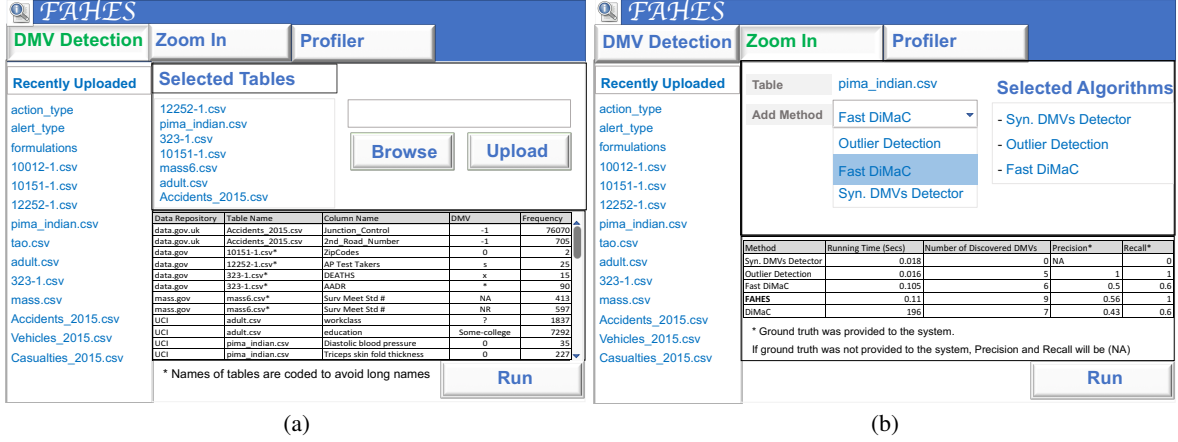 FAHES
DMV Detection Zoom In Profiler
Recently Uploaded
action_type
alert_type
formulations
10012-1.csv
10151-1.csv
12252-1.csv
pima_indian.csv
tao.csv
adult.csv
323-1.csv
mass.csv
Accidents_2015.csv
Vehicles_2015.csv
Casualties_2015.csv
Selected Tables
12252-1.csv
pima_indian.csv
323-1.csv
10151-1.csv
mass6.csv
adult.csv
Accidents_2015.csv
Browse Upload
Data Repository Table Name Column Name DMV Frequency
data.gov.uk Accidents_2015.csv Junction_Control -1 76070
data.gov.uk Accidents_2015.csv 2nd_Road_Number -1 705
data.gov 10151-1.csv* ZipCodes 0 2
data.gov 12252-1.csv* AP Test Takers s 25
data.gov 323-1.csv* DEATHS x 15
data.gov 323-1.csv* AADR * 90
mass.gov mass6.csv* Surv Meet Std # NA 413
mass.gov mass6.csv* Surv Meet Std # NR 597
UCI adult.csv workclass ? 1837
UCI adult.csv education Some-college 7292
UCI pima_indian.csv Diastolic blood pressure 0 35
UCI pima_indian.csv Triceps skin fold thickness 0 227
* Names of tables are coded to avoid long names
Run
(a)
FAHES
DMV Detection Zoom In Profiler
Recently Uploaded
action_type
alert_type
formulations
10012-1.csv
10151-1.csv
12252-1.csv
pima_indian.csv
tao.csv
adult.csv
323-1.csv
mass.csv
Accidents_2015.csv
Vehicles_2015.csv
Casualties_2015.csv
Table pima_indian.csv
Add Method Fast DiMaC
Outlier Detection
Fast DiMaC
Syn. DMVs Detector
Selected Algorithms
- Syn. DMVs Detector
- Outlier Detection
- Fast DiMaC
Method Running Time (Secs) Number of Discovered DMVs Precision* Recall*
Syn. DMVs Detector 0.018 0 NA 0
Outlier Detection 0.016 5 1 1
Fast DiMaC 0.105 6 0.5 0.6
FAHES 0.11 9 0.56 1
DiMaC 196 7 0.43 0.6
* Ground truth was provided to the system.
If ground truth was not provided to the system, Precision and Recall will be (NA)
Run
(b)